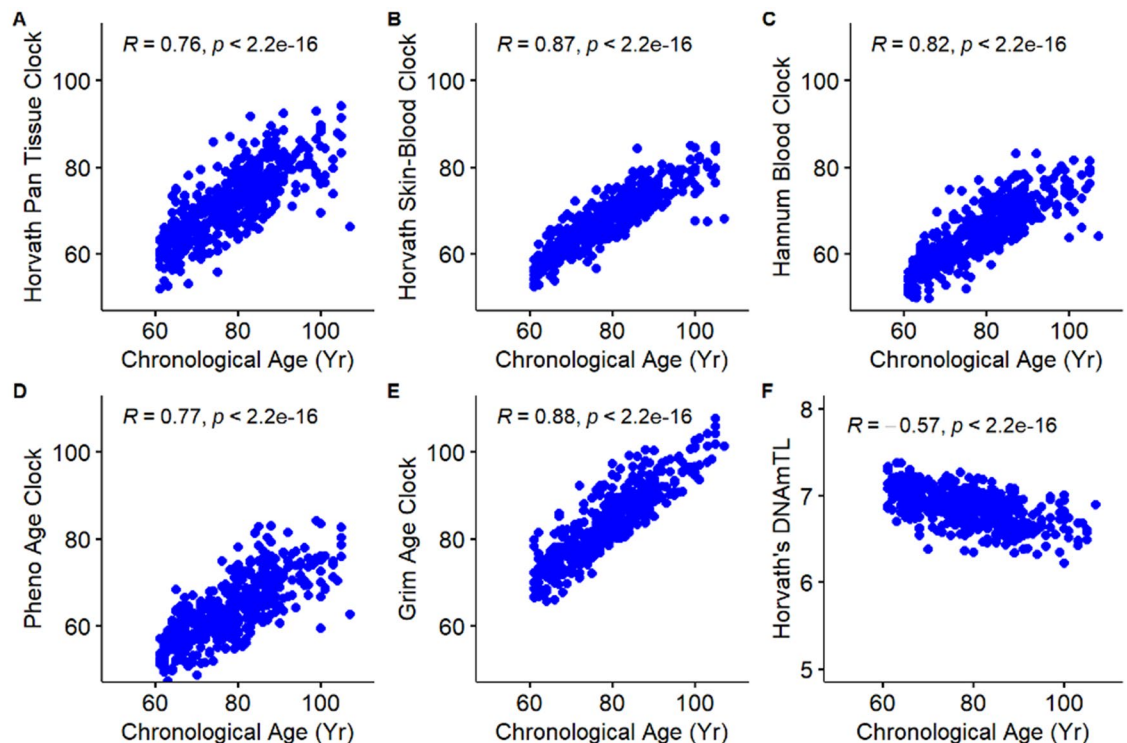 A
R = 0.76, p < 2.2e-16
Horvath Pan Tissue Clock
100
80
60
60 80 100
Chronological Age (Yr)
B
R = 0.87, p < 2.2e-16
Horvath Skin-Blood Clock
100
80
60
60 80 100
Chronological Age (Yr)
C
R = 0.82, p < 2.2e-16
Hannum Blood Clock
100
80
60
60 80 100
Chronological Age (Yr)
D
R = 0.77, p < 2.2e-16
Pheno Age Clock
100
80
60
60 80 100
Chronological Age (Yr)
E
R = 0.88, p < 2.2e-16
Grim Age Clock
100
80
60
60 80 100
Chronological Age (Yr)
F
R = −0.57, p < 2.2e-16
Horvath's DNAmTL
8
7
6
5
60 80 100
Chronological Age (Yr)